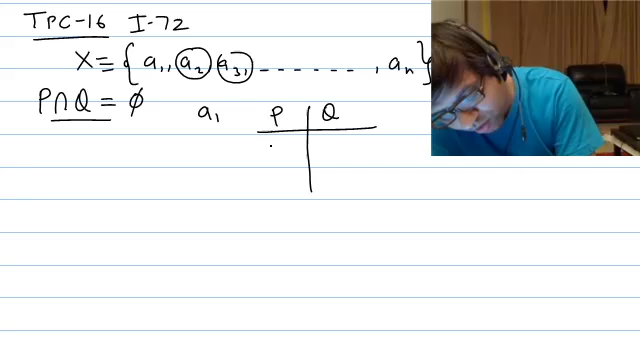 TPC-16 I-72
X = { a₁, a₂, a₃, - - - - - - - , aₙ }
P∩Q = ϕ a₁ P Q